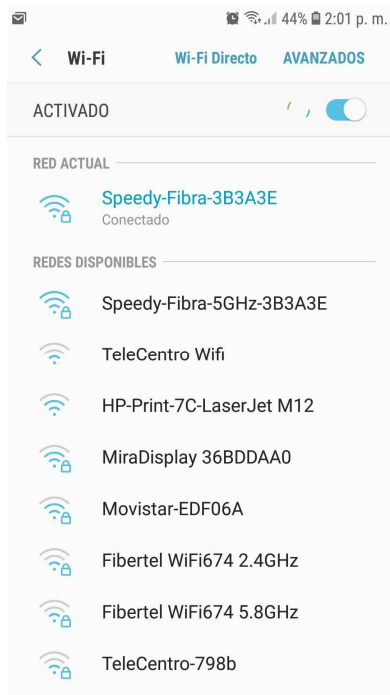 44% 2:01 p. m.
Wi-Fi Wi-Fi Directo AVANZADOS
ACTIVADO
RED ACTUAL
Speedy-Fibra-3B3A3E
Conectado
REDES DISPONIBLES
Speedy-Fibra-5GHz-3B3A3E
TeleCentro Wifi
HP-Print-7C-LaserJet M12
MiraDisplay 36BDDAA0
Movistar-EDF06A
Fibertel WiFi674 2.4GHz
Fibertel WiFi674 5.8GHz
TeleCentro-798b